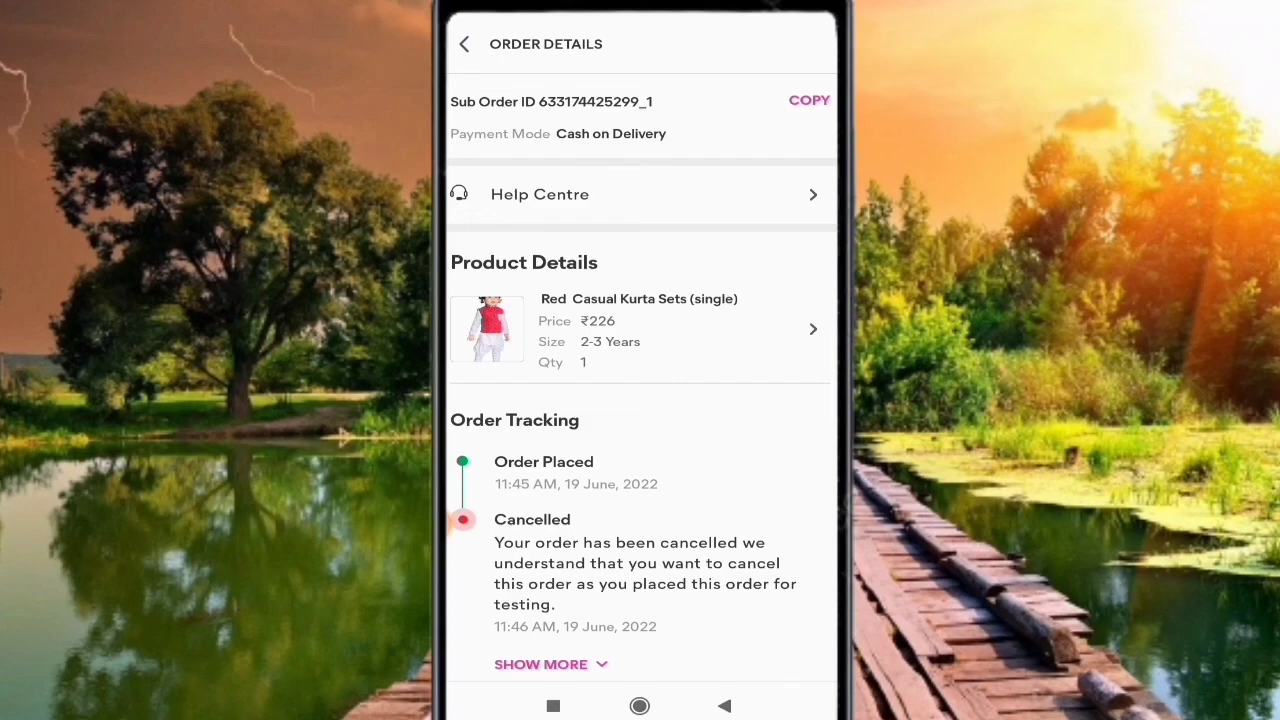 ORDER DETAILS
Sub Order ID 633174425299_1
COPY
Payment Mode Cash on Delivery
Help Centre
Product Details
Red Casual Kurta Sets (single)
Price ₹226
Size 2-3 Years
Qty 1
Order Tracking
Order Placed
11:45 AM, 19 June, 2022
Cancelled
Your order has been cancelled we
understand that you want to cancel
this order as you placed this order for
testing.
11:46 AM, 19 June, 2022
SHOW MORE